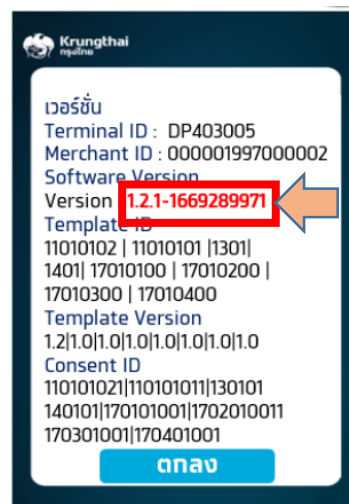 Krungthai
กรุงไทย
เวอร์ชั่น
Terminal ID : DP403005
Merchant ID : 000001997000002
Software Version
Version 1.2.1-1669289971
Template ID
11010102 | 11010101 |1301|
1401| 17010100 | 17010200 |
17010300 | 17010400
Template Version
1.2|1.0|1.0|1.0|1.0|1.0|1.0|1.0
Consent ID
110101021|110101011|130101
140101|170101001|1702010011
170301001|170401001
ตกลง